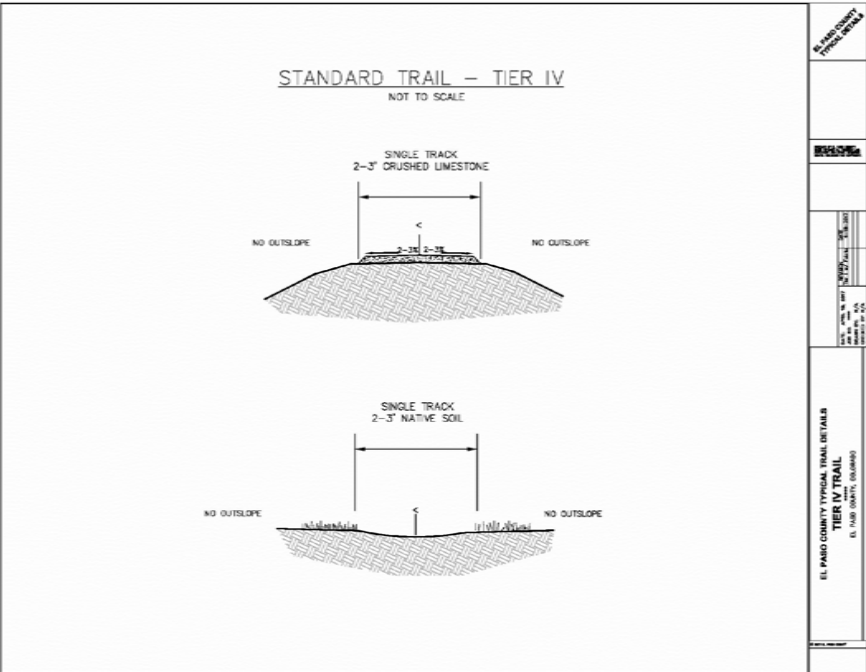 STANDARD TRAIL – TIER IV
NOT TO SCALE
SINGLE TRACK
2–3" CRUSHED LIMESTONE
NO OUTSLOPE
2–3% 2–3%
NO OUTSLOPE
SINGLE TRACK
2–3" NATIVE SOIL
NO OUTSLOPE
NO OUTSLOPE
EL PASO COUNTY
TYPICAL DETAILS
EL PASO COUNTY TYPICAL TRAIL DETAILS
TIER IV TRAIL
EL PASO COUNTY, COLORADO